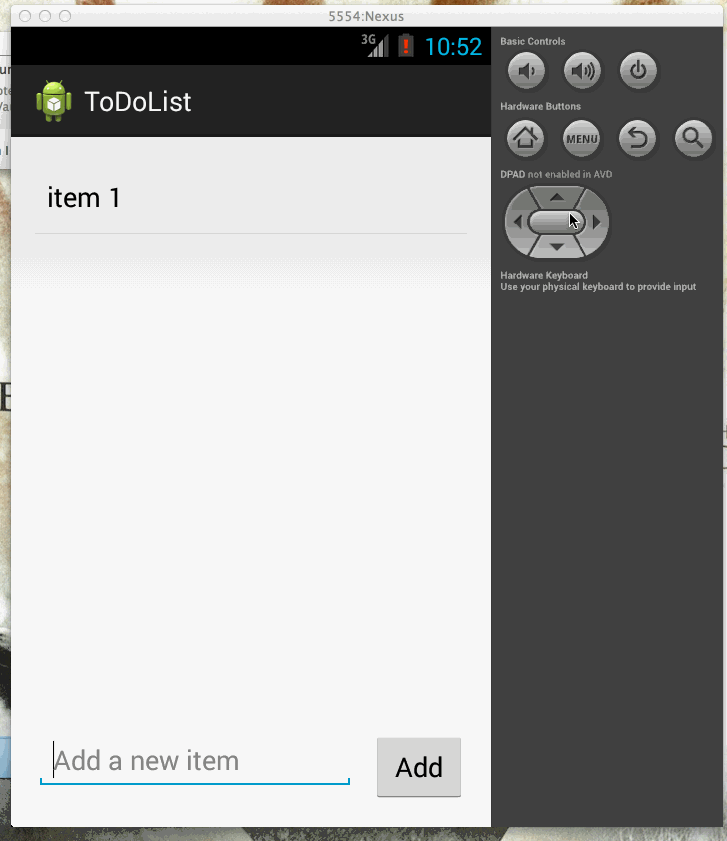 5554:Nexus
3G
10:52
ToDoList
item 1
Add a new item
Add
Basic Controls
Hardware Buttons
MENU
DPAD not enabled in AVD
Hardware Keyboard
Use your physical keyboard to provide input